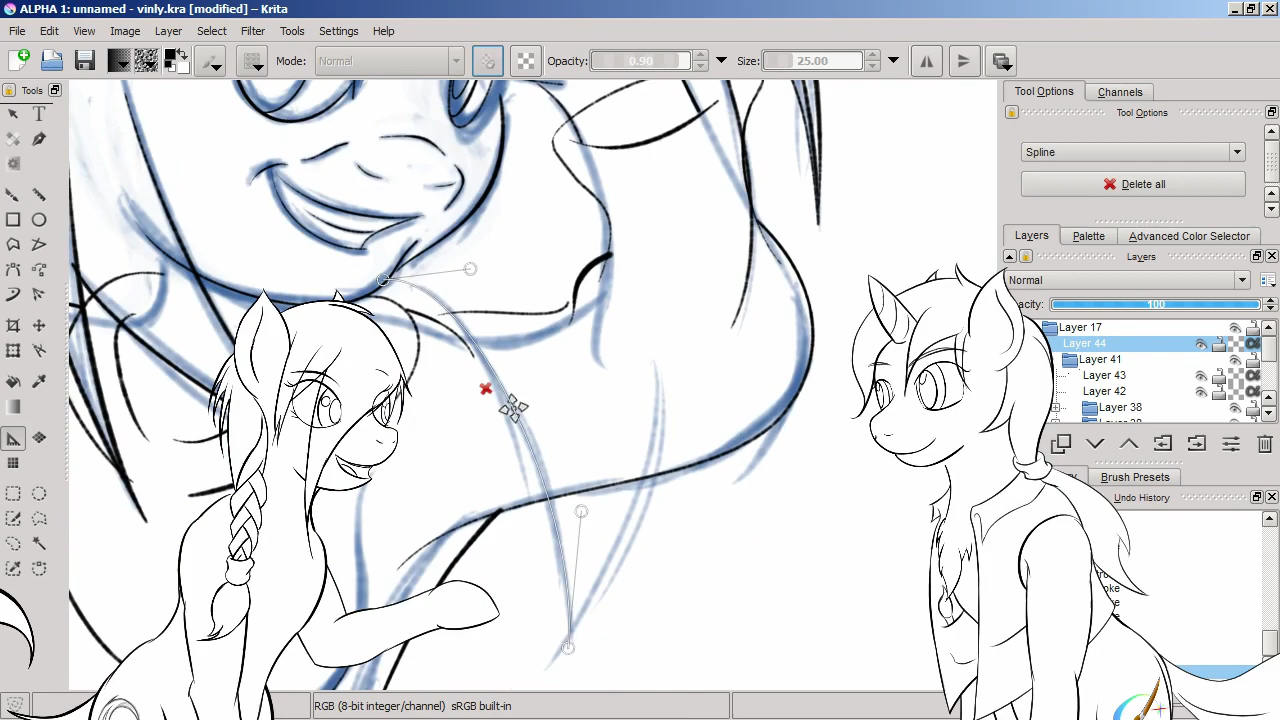 ALPHA 1: unnamed - vinly.kra [modified] – Krita
File Edit View Image Layer Select Filter Tools Settings Help
Mode: Normal Opacity: 0.90 Size: 25.00
Tools
Tool Options Channels
Tool Options
Spline
Delete all
Layers Palette Advanced Color Selector
Layers
Normal
pacity: 100
Layer 17
Layer 44
Layer 41
Layer 43
Layer 42
Layer 38
Brush Presets
Undo History
RGB (8-bit integer/channel) sRGB built-in